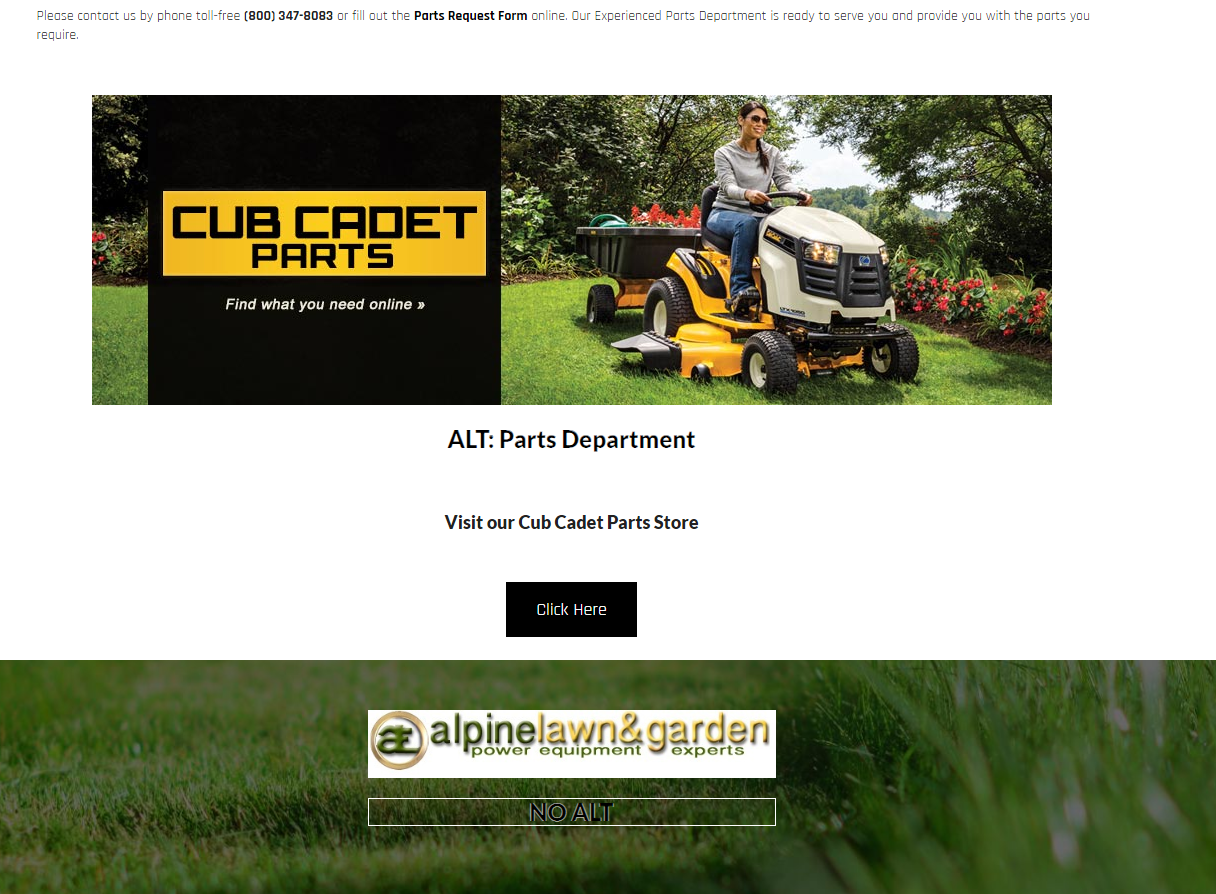 Please contact us by phone toll-free (800) 347-8083 or fill out the Parts Request Form online. Our Experienced Parts Department is ready to serve you and provide you with the parts you
require.
CUB CADET
PARTS
Find what you need online »
ALT: Parts Department
Visit our Cub Cadet Parts Store
Click Here
alpinelawn&garden
power equipment experts
NO ALT